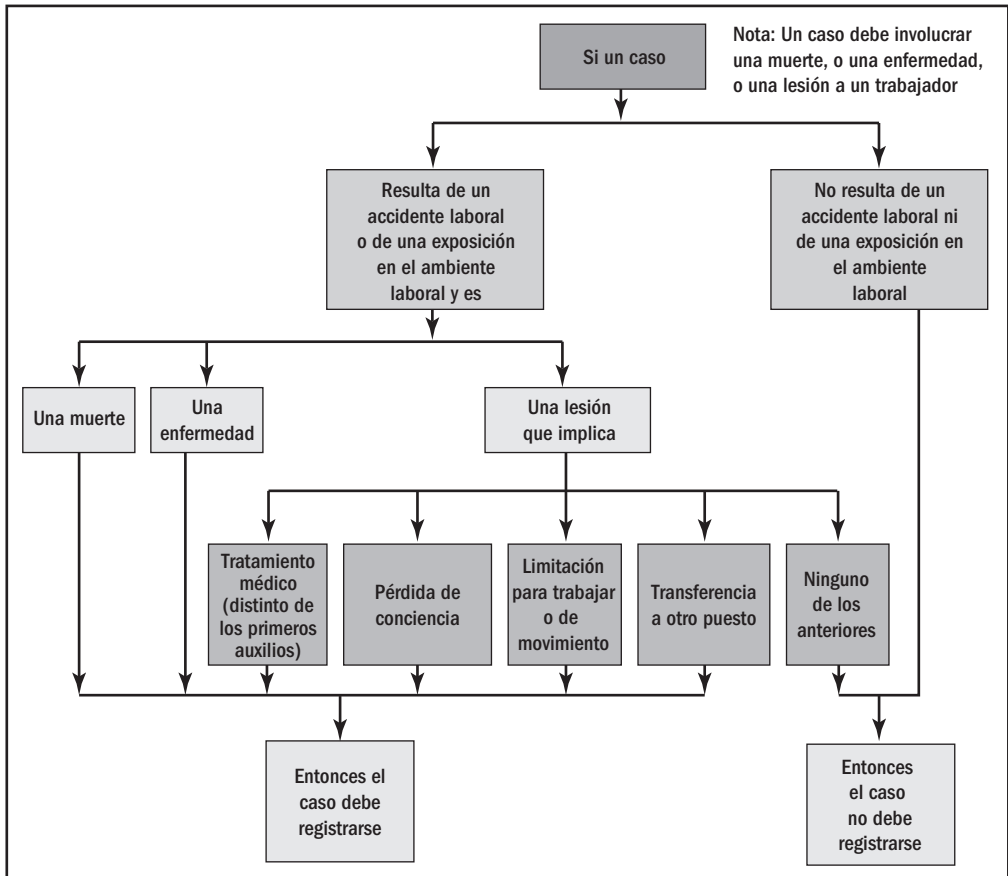 Si un caso
Nota: Un caso debe involucrar
una muerte, o una enfermedad,
o una lesión a un trabajador
Resulta de un
accidente laboral
o de una exposición
en el ambiente
laboral y es
No resulta de un
accidente laboral ni
de una exposición en
el ambiente
laboral
Una muerte
Una
enfermedad
Una lesión
que implica
Tratamiento
médico
(distinto de
los primeros
auxilios)
Pérdida de
conciencia
Limitación
para trabajar
o de
movimiento
Transferencia
a otro puesto
Ninguno
de los
anteriores
Entonces el
caso debe
registrarse
Entonces
el caso
no debe
registrarse